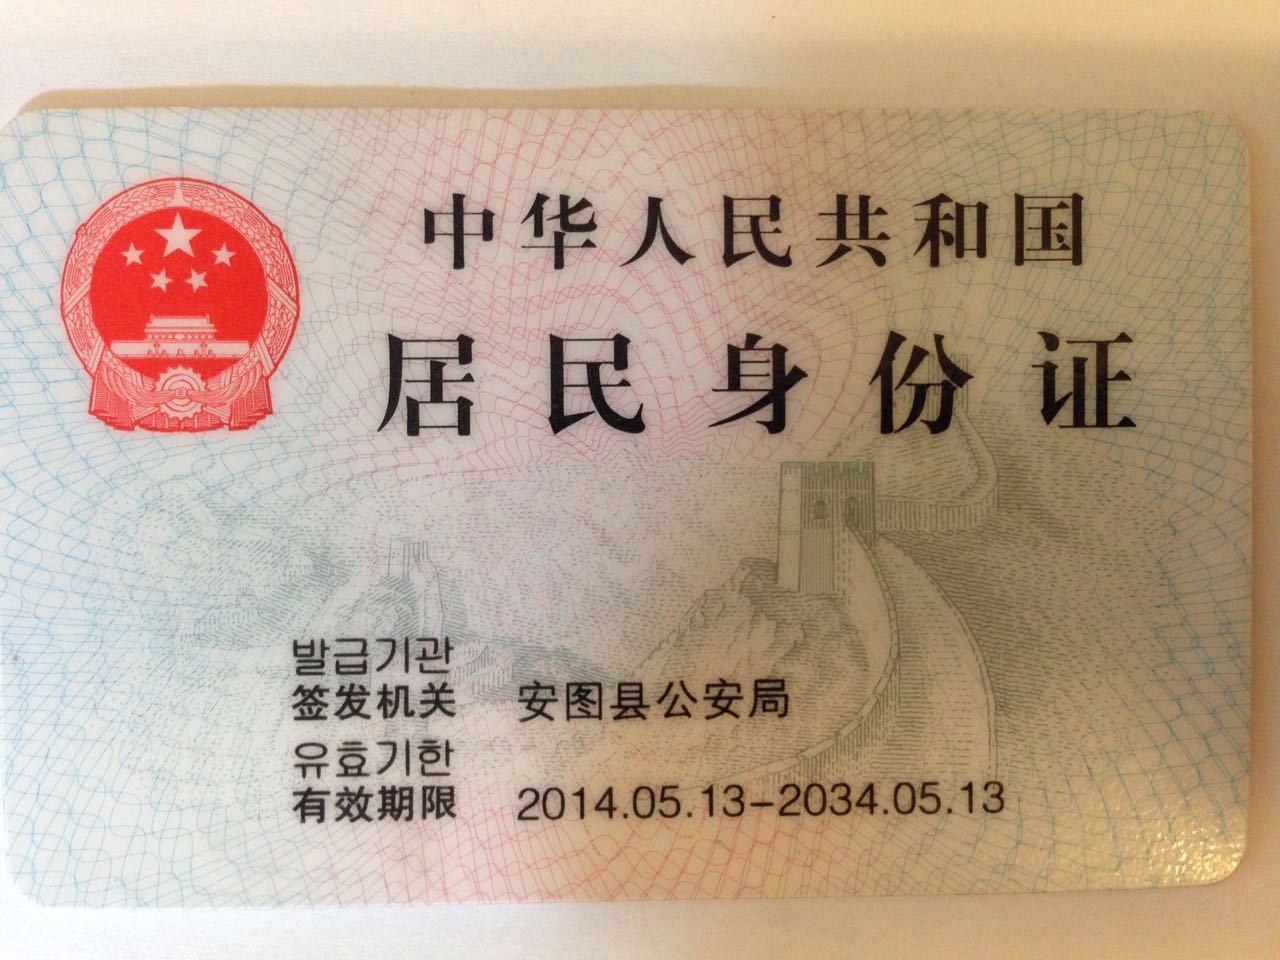 中华人民共和国
居民身份证
발급기관
签发机关 安图县公安局
유효기한
有效期限 2014.05.13-2034.05.13